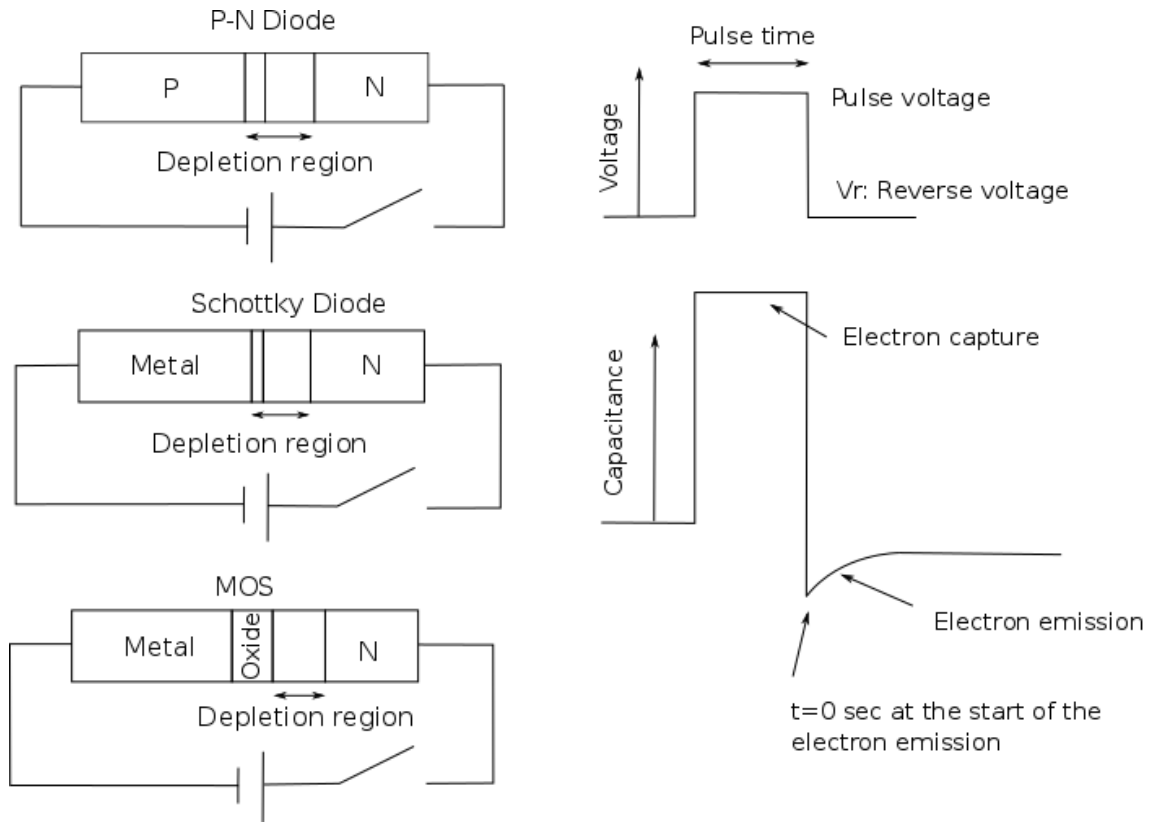 P-N Diode
P
N
Depletion region
Schottky Diode
Metal
N
Depletion region
MOS
Metal
Oxide
N
Depletion region
Pulse time
Voltage
Pulse voltage
Vr: Reverse voltage
Capacitance
Electron capture
Electron emission
t=0 sec at the start of the
electron emission